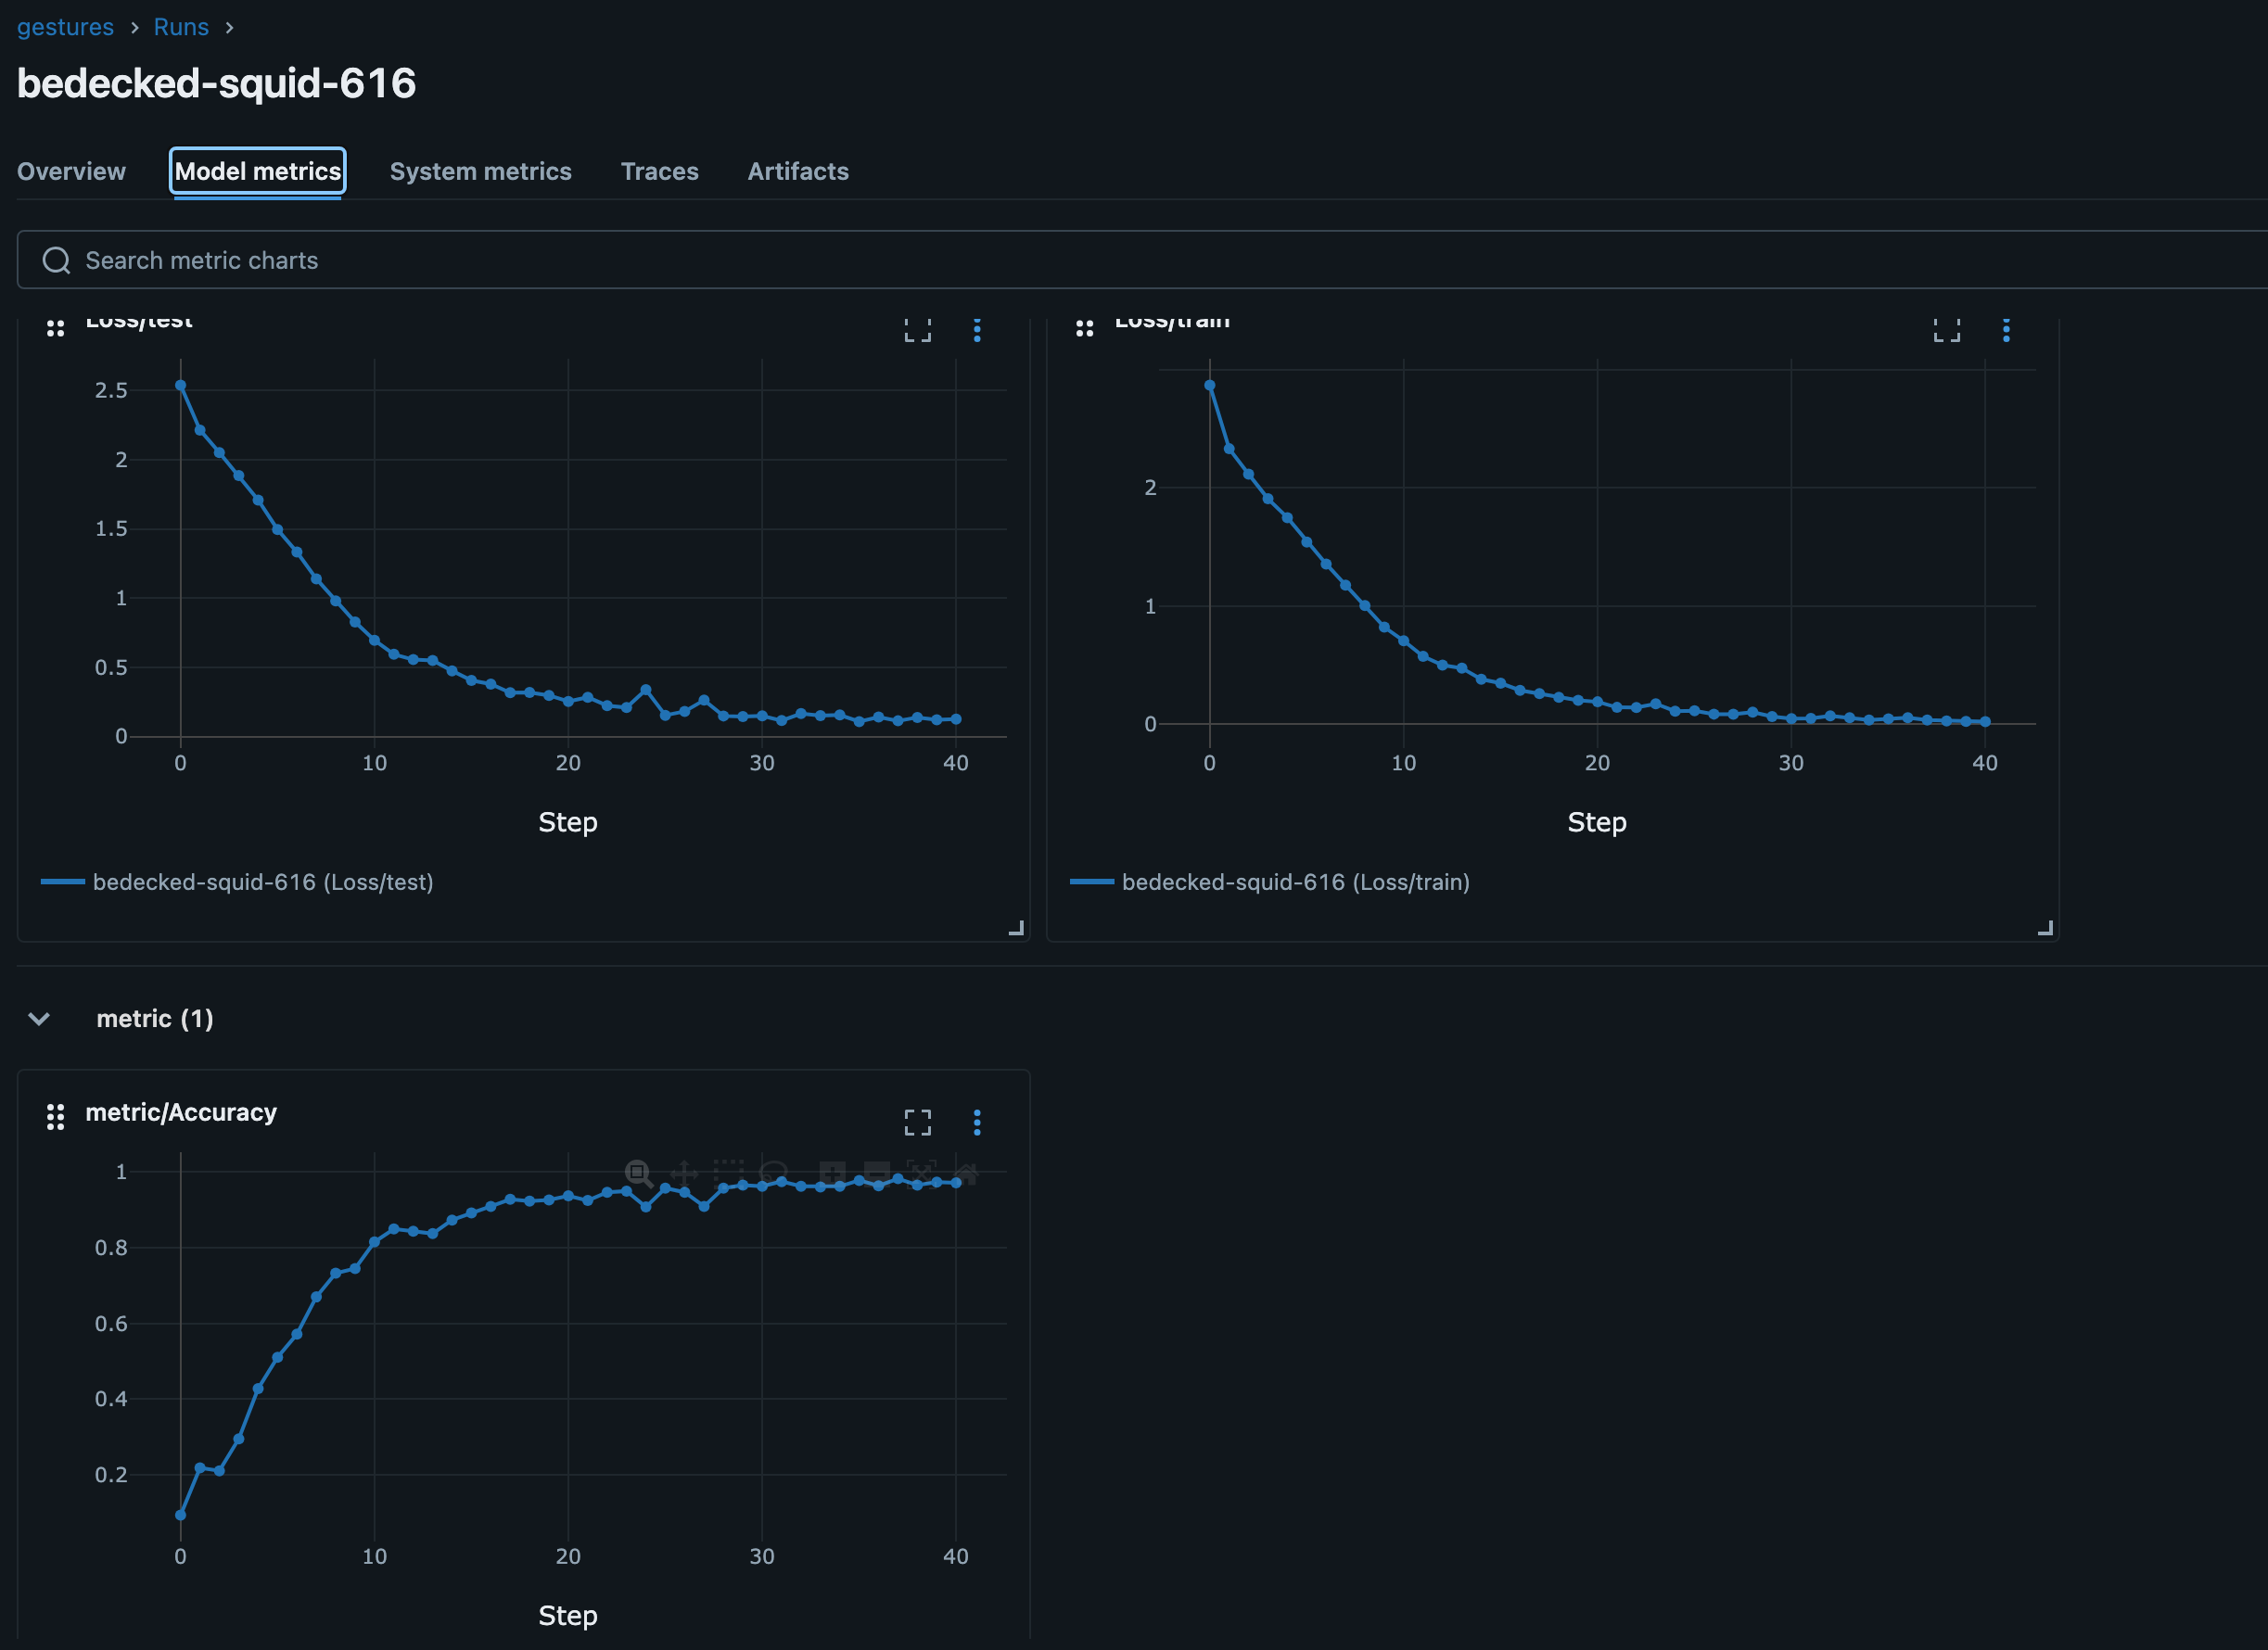 gestures > Runs >
bedecked-squid-616
Overview Model metrics System metrics Traces Artifacts
Search metric charts
Loss/test
2.5
2
1.5
1
0.5
0
0 10 20 30 40
Step
bedecked-squid-616 (Loss/test)
Loss/train
2
1
0
0 10 20 30 40
Step
bedecked-squid-616 (Loss/train)
metric (1)
metric/Accuracy
1
0.8
0.6
0.4
0.2
0 10 20 30 40
Step